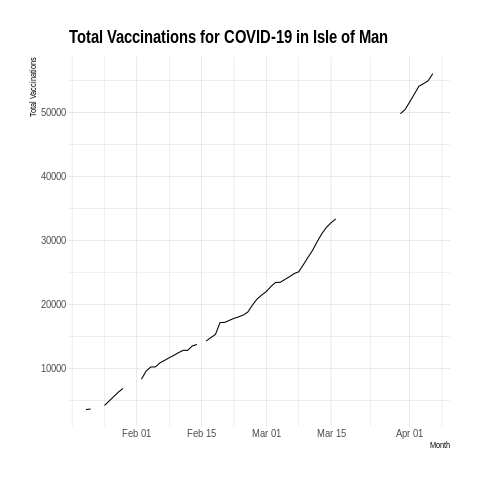 Total Vaccinations for COVID-19 in Isle of Man
Total Vaccinations
50000
40000
30000
20000
10000
Feb 01 Feb 15 Mar 01 Mar 15 Apr 01
Month